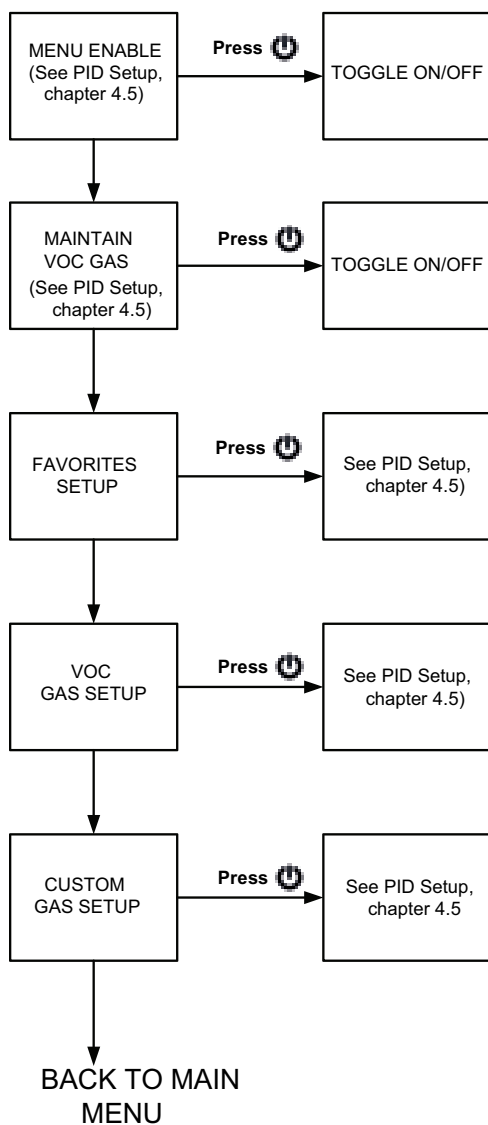 MENU ENABLE
(See PID Setup,
chapter 4.5)
Press
TOGGLE ON/OFF
MAINTAIN
VOC GAS
(See PID Setup,
chapter 4.5)
Press
TOGGLE ON/OFF
FAVORITES
SETUP
Press
See PID Setup,
chapter 4.5)
VOC
GAS SETUP
Press
See PID Setup,
chapter 4.5)
CUSTOM
GAS SETUP
Press
See PID Setup,
chapter 4.5
BACK TO MAIN
MENU